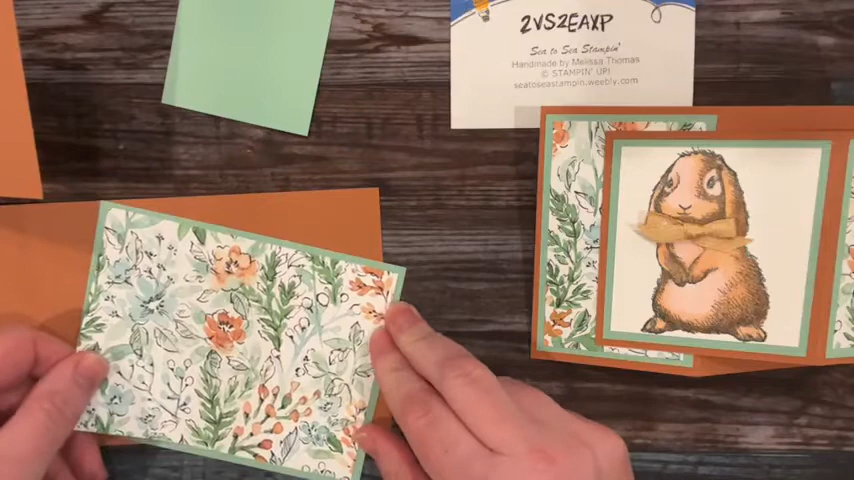 2VS2EAXP
Sea to Sea Stampin'
Handmade by Melissa Thomas
STAMPIN' UP!
seatoseastampin.weebly.com